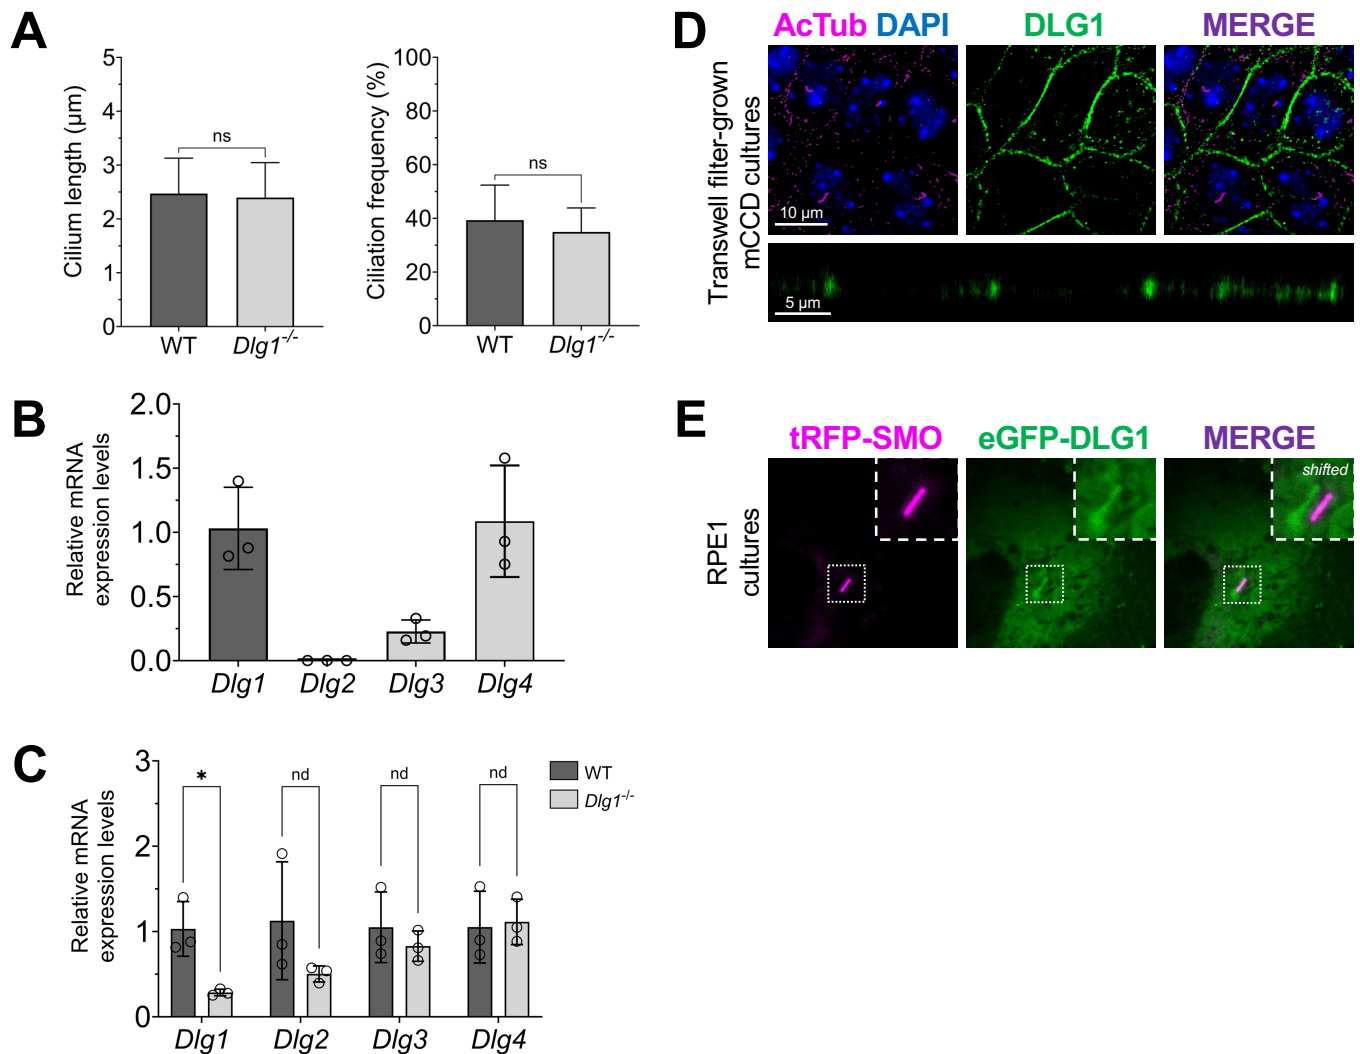 A
Cilium length (µm)
5
4
3
2
1
0
ns
WT
Dlg1-/-
Ciliation frequency (%)
100
80
60
40
20
0
ns
WT
Dlg1-/-
B
Relative mRNA
expression levels
2.0
1.5
1.0
0.5
0.0
Dlg1
Dlg2
Dlg3
Dlg4
C
Relative mRNA
expression levels
3
2
1
0
*
nd
nd
nd
WT
Dlg1-/-
Dlg1
Dlg2
Dlg3
Dlg4
D
AcTub DAPI
DLG1
MERGE
Transwell filter-grown
mCCD cultures
10 µm
5 µm
E
tRFP-SMO
eGFP-DLG1
MERGE
RPE1
cultures
shifted